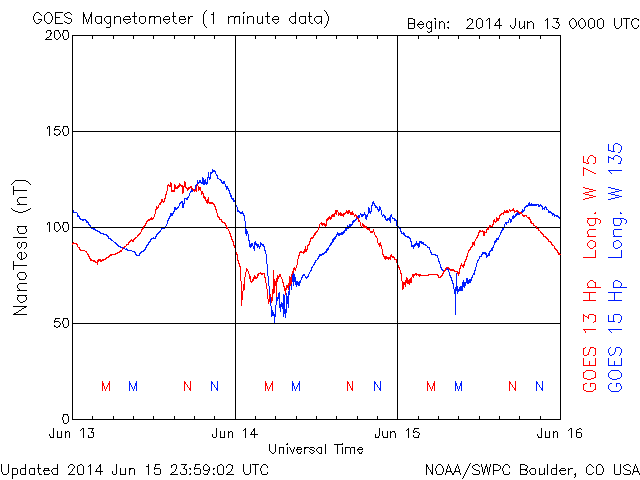 GOES Magnetometer (1 minute data)
Begin: 2014 Jun 13 0000 UTC
200
150
100
50
0
NanoTesla (nT)
M M N N M M N N M M N N
Jun 13 Jun 14 Jun 15 Jun 16
Universal Time
GOES 13 Hp Long. W 75
GOES 15 Hp Long. W 135
Updated 2014 Jun 15 23:59:02 UTC
NOAA/SWPC Boulder, CO USA